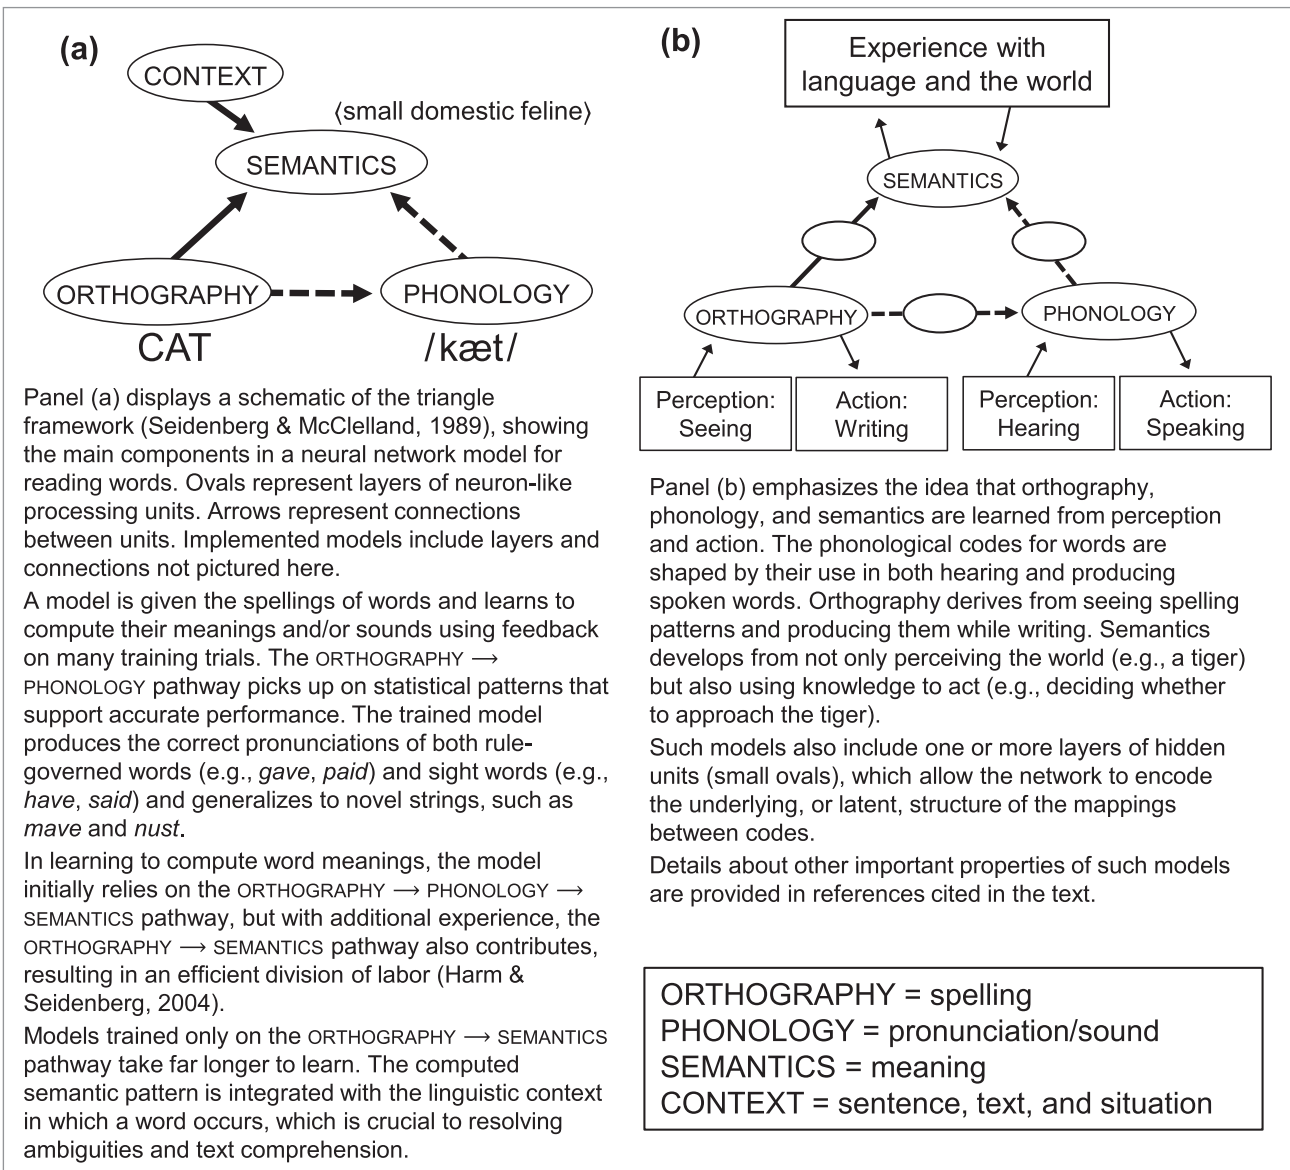 (a)
CONTEXT
⟨small domestic feline⟩
SEMANTICS
ORTHOGRAPHY
PHONOLOGY
CAT
/kæt/
Panel (a) displays a schematic of the triangle
framework (Seidenberg & McClelland, 1989), showing
the main components in a neural network model for
reading words. Ovals represent layers of neuron-like
processing units. Arrows represent connections
between units. Implemented models include layers and
connections not pictured here.
A model is given the spellings of words and learns to
compute their meanings and/or sounds using feedback
on many training trials. The ORTHOGRAPHY →
PHONOLOGY pathway picks up on statistical patterns that
support accurate performance. The trained model
produces the correct pronunciations of both rule-
governed words (e.g., gave, paid) and sight words (e.g.,
have, said) and generalizes to novel strings, such as
mave and nust.
In learning to compute word meanings, the model
initially relies on the ORTHOGRAPHY → PHONOLOGY →
SEMANTICS pathway, but with additional experience, the
ORTHOGRAPHY → SEMANTICS pathway also contributes,
resulting in an efficient division of labor (Harm &
Seidenberg, 2004).
Models trained only on the ORTHOGRAPHY → SEMANTICS
pathway take far longer to learn. The computed
semantic pattern is integrated with the linguistic context
in which a word occurs, which is crucial to resolving
ambiguities and text comprehension.
(b)
Experience with
language and the world
SEMANTICS
ORTHOGRAPHY
PHONOLOGY
Perception:
Seeing
Action:
Writing
Perception:
Hearing
Action:
Speaking
Panel (b) emphasizes the idea that orthography,
phonology, and semantics are learned from perception
and action. The phonological codes for words are
shaped by their use in both hearing and producing
spoken words. Orthography derives from seeing spelling
patterns and producing them while writing. Semantics
develops from not only perceiving the world (e.g., a tiger)
but also using knowledge to act (e.g., deciding whether
to approach the tiger).
Such models also include one or more layers of hidden
units (small ovals), which allow the network to encode
the underlying, or latent, structure of the mappings
between codes.
Details about other important properties of such models
are provided in references cited in the text.
ORTHOGRAPHY = spelling
PHONOLOGY = pronunciation/sound
SEMANTICS = meaning
CONTEXT = sentence, text, and situation